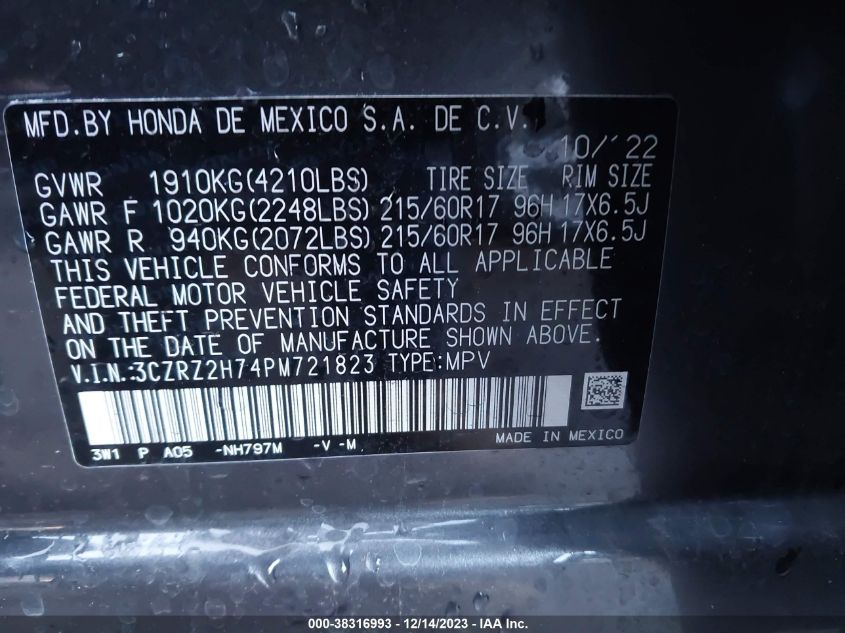 MFD.BY HONDA DE MEXICO S.A. DE C.V.
10/'22
GVWR 1910KG(4210LBS) TIRE SIZE RIM SIZE
GAWR F 1020KG(2248LBS) 215/60R17 96H 17X6.5J
GAWR R 940KG(2072LBS) 215/60R17 96H 17X6.5J
THIS VEHICLE CONFORMS TO ALL APPLICABLE
FEDERAL MOTOR VEHICLE SAFETY
AND THEFT PREVENTION STANDARDS IN EFFECT
ON THE DATE OF MANUFACTURE SHOWN ABOVE.
V.I.N.:3CZRZ2H74PM721823 TYPE:MPV
3W1 P A05 -NH797M -V -M MADE IN MEXICO
000-38316993 - 12/14/2023 - IAA Inc.